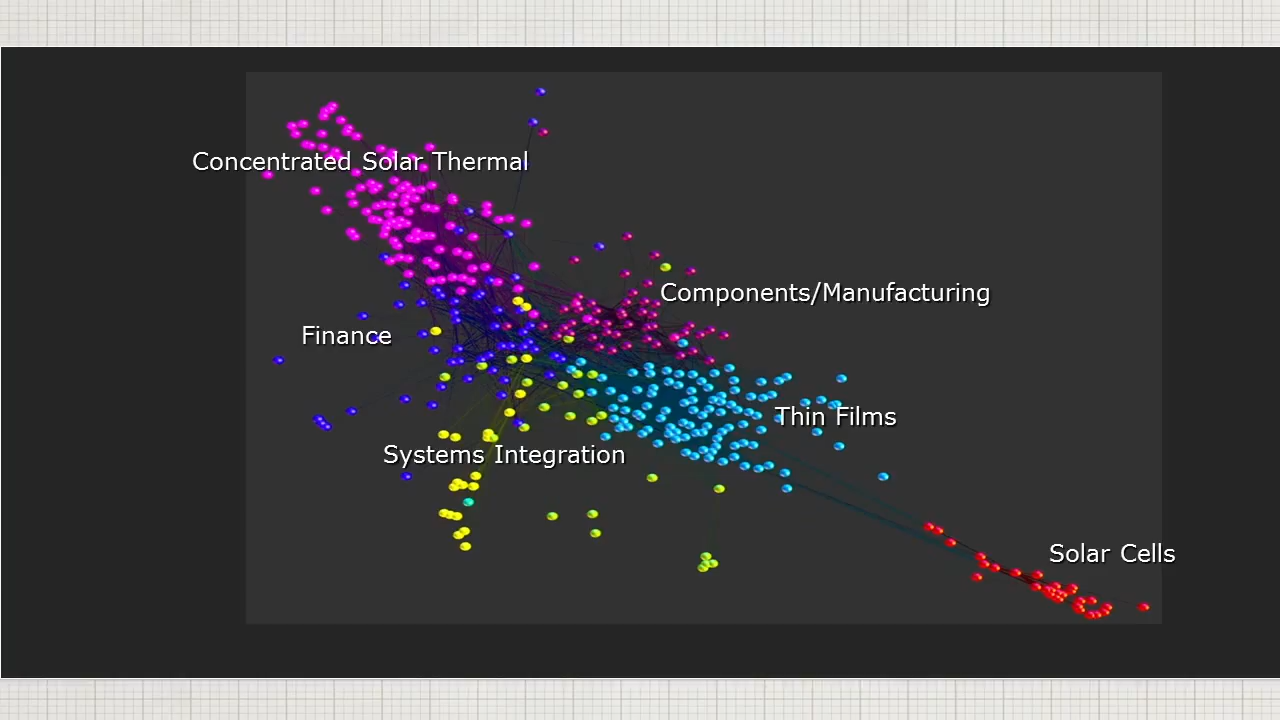 Concentrated Solar Thermal
Components/Manufacturing
Finance
Thin Films
Systems Integration
Solar Cells